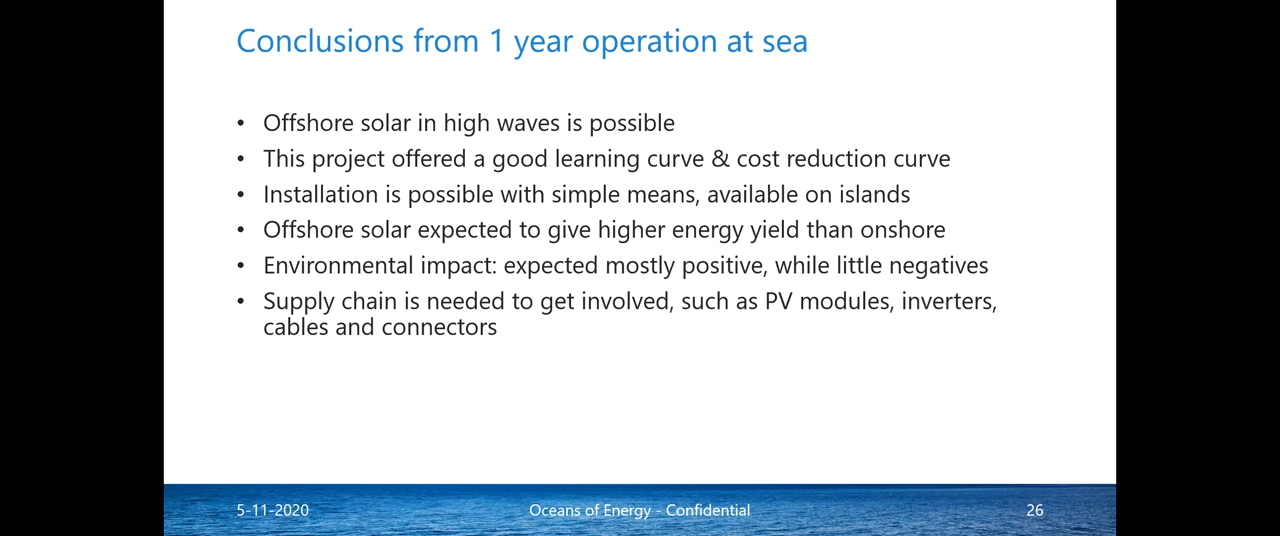 Conclusions from 1 year operation at sea
• Offshore solar in high waves is possible
• This project offered a good learning curve & cost reduction curve
• Installation is possible with simple means, available on islands
• Offshore solar expected to give higher energy yield than onshore
• Environmental impact: expected mostly positive, while little negatives
• Supply chain is needed to get involved, such as PV modules, inverters,
cables and connectors
5-11-2020
Oceans of Energy - Confidential
26